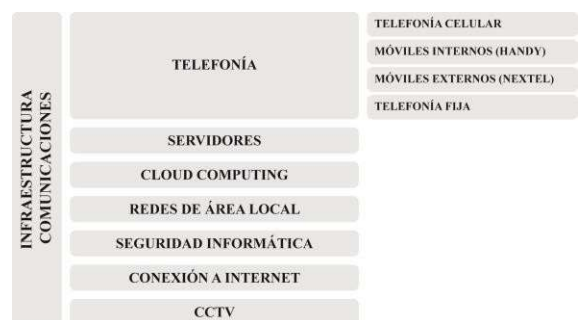 INFRAESTRUCTURA
COMUNICACIONES
TELEFONÍA
TELEFONÍA CELULAR
MÓVILES INTERNOS (HANDY)
MÓVILES EXTERNOS (NEXTEL)
TELEFONÍA FIJA
SERVIDORES
CLOUD COMPUTING
REDES DE ÁREA LOCAL
SEGURIDAD INFORMÁTICA
CONEXIÓN A INTERNET
CCTV